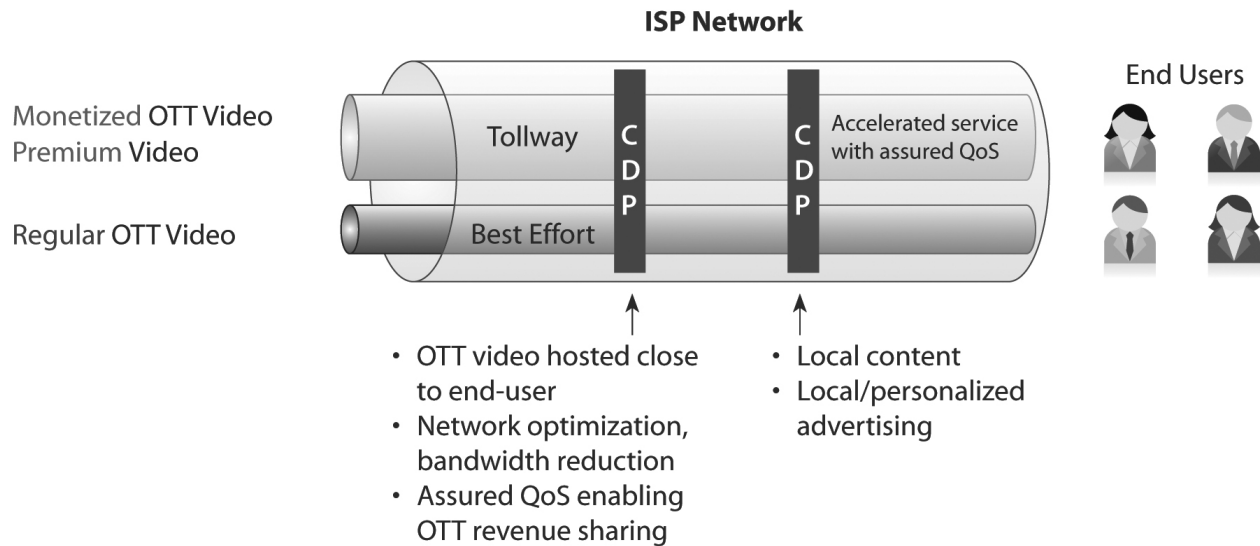 ISP Network
End Users
Monetized OTT Video
Premium Video
Tollway
Accelerated service
with assured QoS
CDP
CDP
Regular OTT Video
Best Effort
• OTT video hosted close
to end-user
• Network optimization,
bandwidth reduction
• Assured QoS enabling
OTT revenue sharing
• Local content
• Local/personalized
advertising